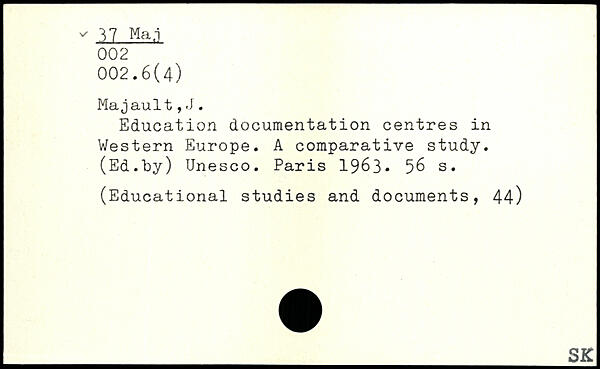 ✓ 37 Maj
002
002.6(4)
Majault,J.
Education documentation centres in
Western Europe. A comparative study.
(Ed.by) Unesco. Paris 1963. 56 s.
(Educational studies and documents, 44)
SK